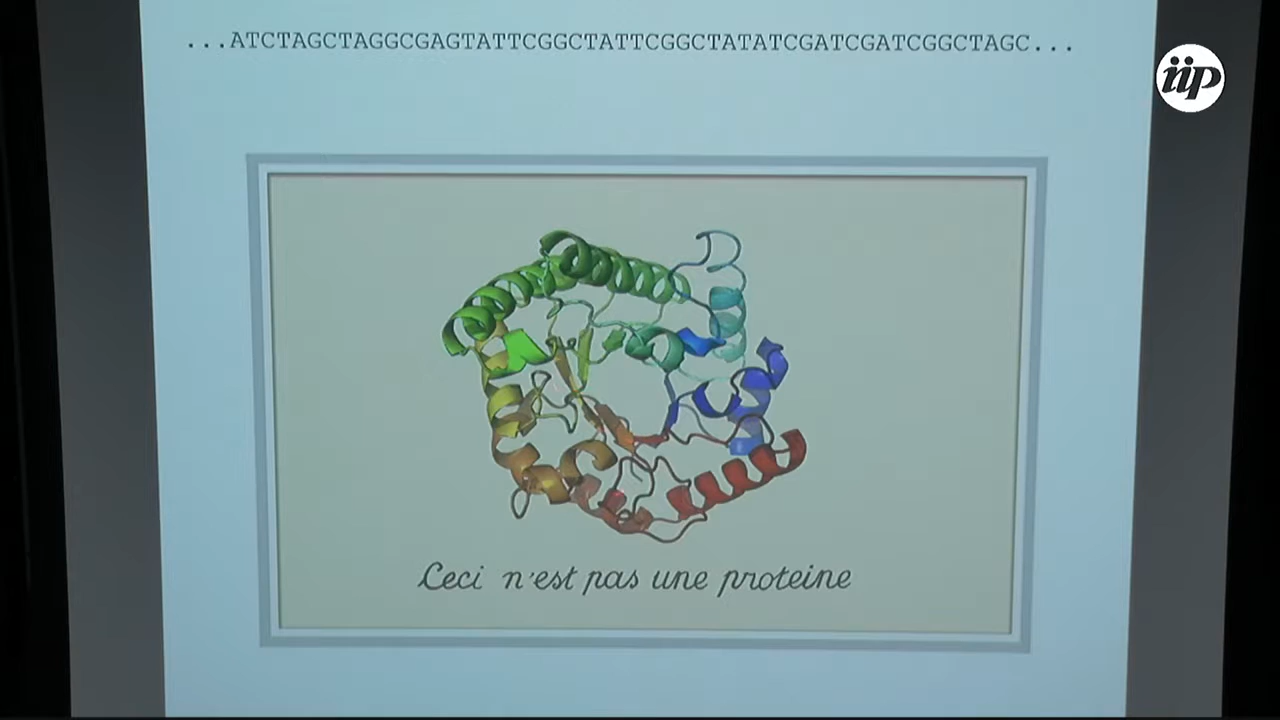 ...ATCTAGCTAGGCGAGTATTCGGCTATTCGGCTATATCGATCGATCGGCTAGC...
iip
Ceci n'est pas une proteine